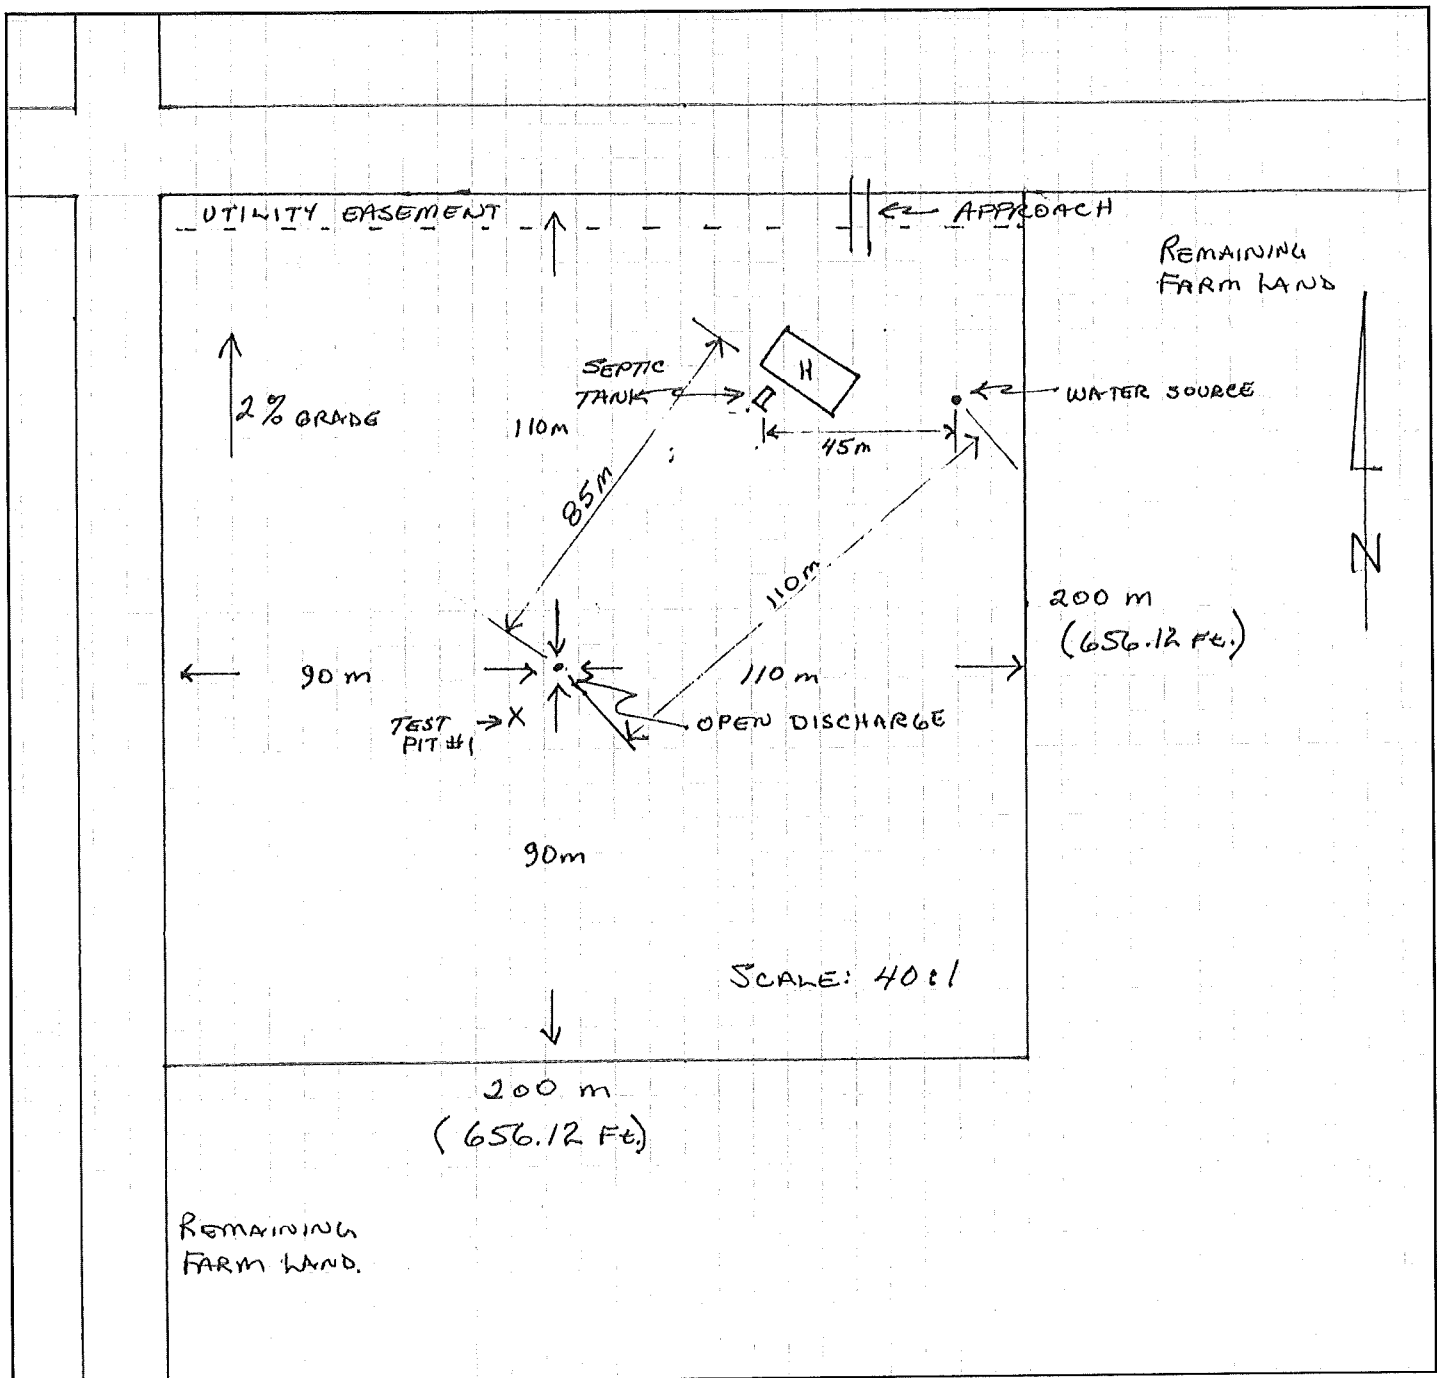 UTILITY EASEMENT
APPROACH
REMAINING
FARM LAND
2% GRADE
SEPTIC
TANK
H
WATER SOURCE
110m
45m
85m
110m
N
200 m
(656.12 Ft.)
90 m
110 m
TEST
PIT #1
X
OPEN DISCHARGE
90m
SCALE: 40:1
200 m
(656.12 Ft.)
REMAINING
FARM LAND.